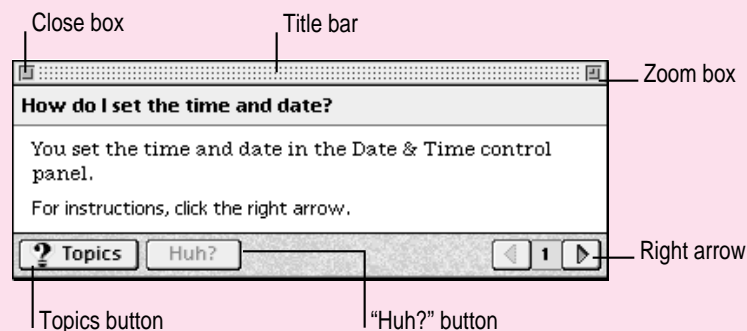 Close box
Title bar
Zoom box
How do I set the time and date?
You set the time and date in the Date & Time control
panel.
For instructions, click the right arrow.
? Topics
Huh?
1
Right arrow
Topics button
“Huh?” button